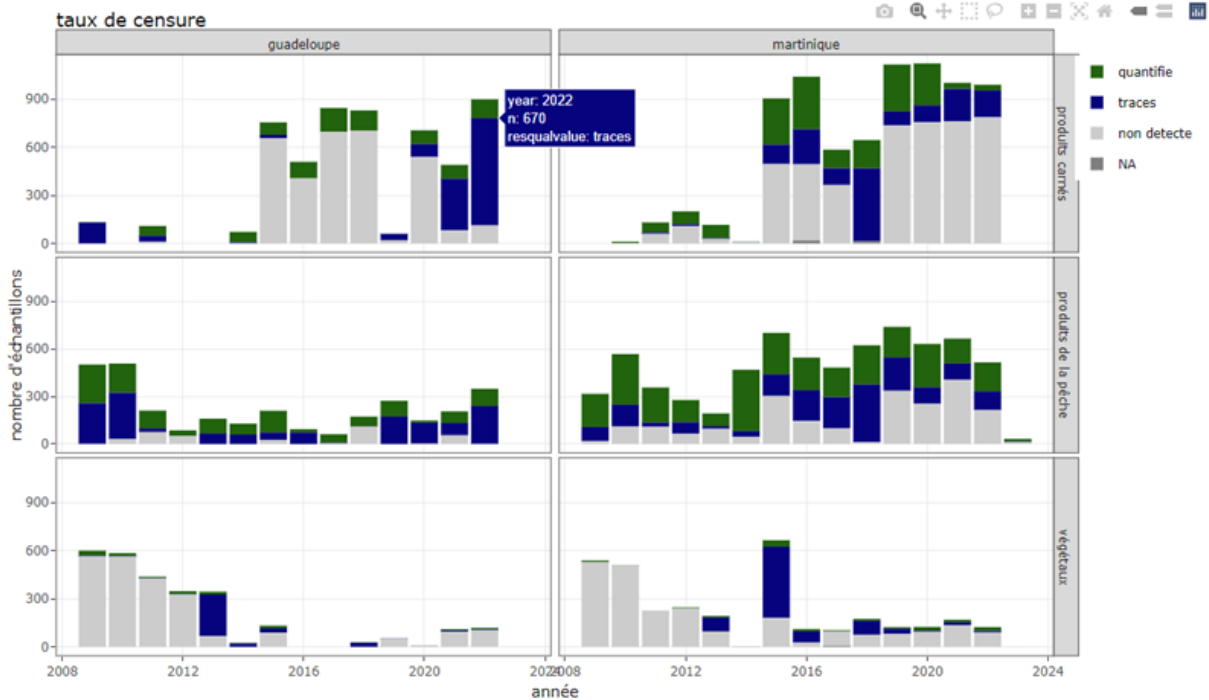 taux de censure
guadeloupe
martinique
quantifie
traces
non detecte
NA
year: 2022
n: 670
resqualvalue: traces
900
600
300
0
produits carnés
nombre d'échantillons
900
600
300
0
produits de la pêche
900
600
300
0
végétaux
2008 2012 2016 2020 2024
2008 2012 2016 2020 2024
année